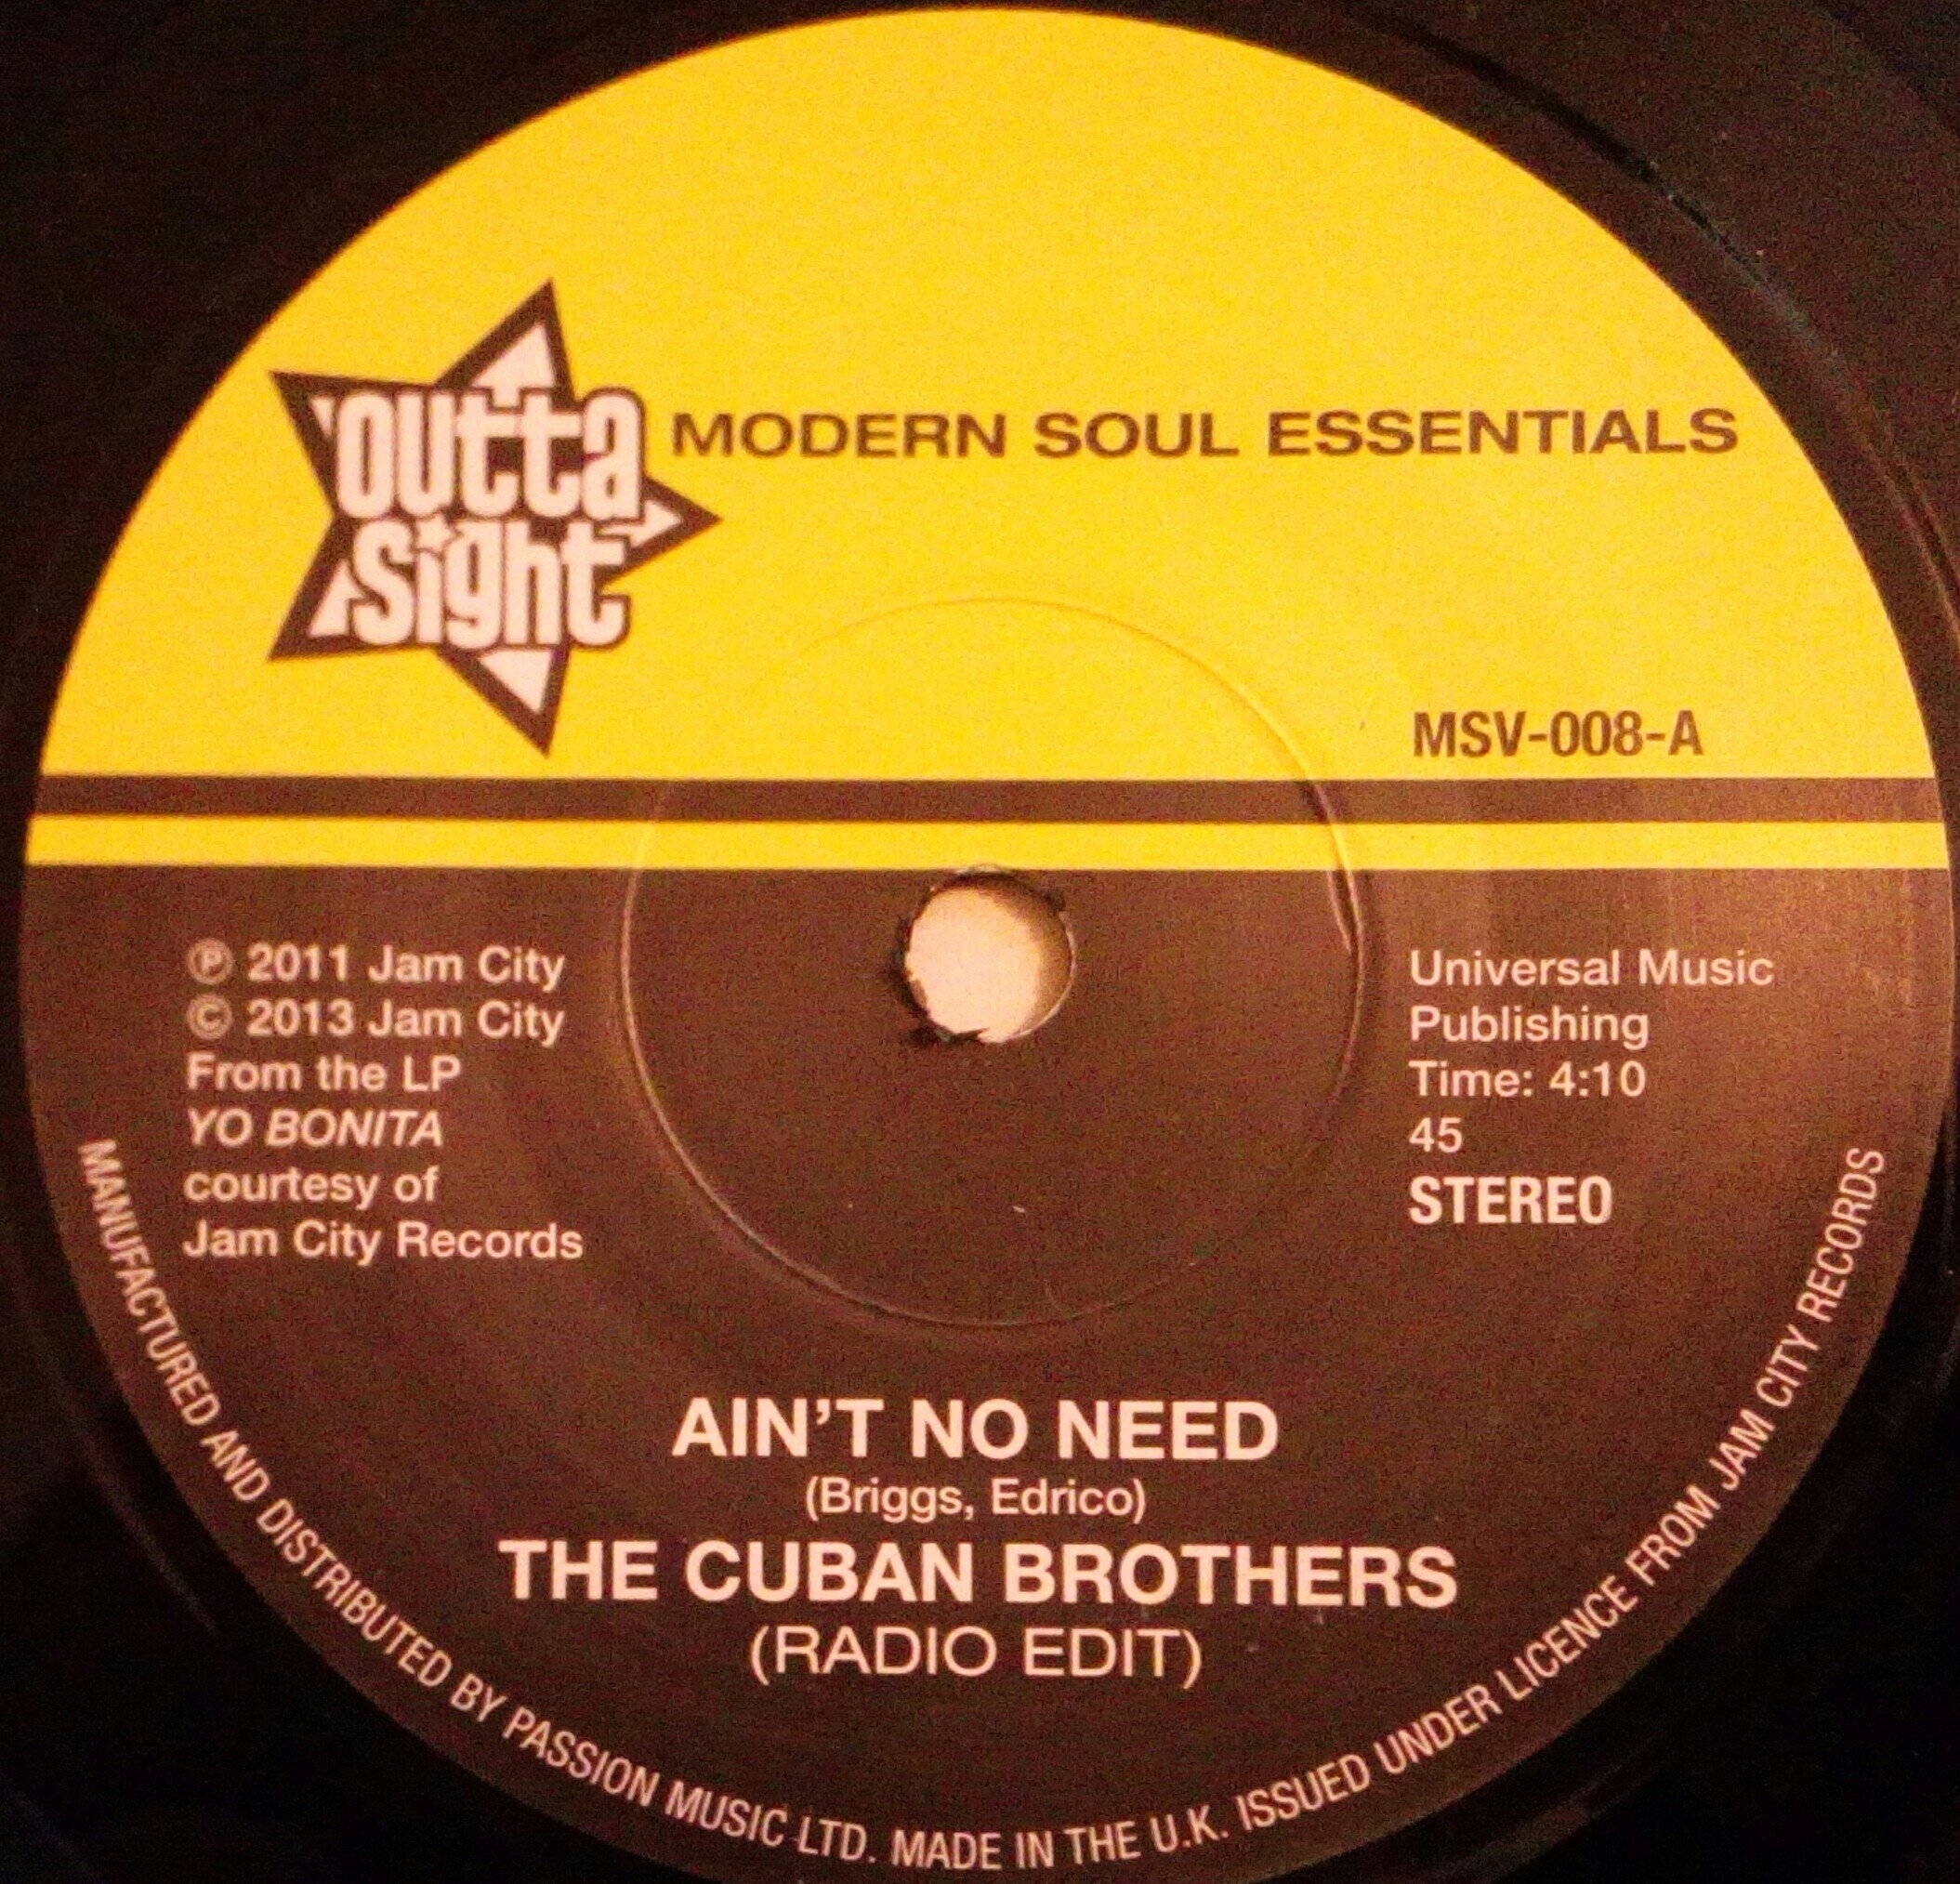 outta
sight
MODERN SOUL ESSENTIALS
MSV-008-A
℗ 2011 Jam City
© 2013 Jam City
From the LP
YO BONITA
courtesy of
Jam City Records
Universal Music
Publishing
Time: 4:10
45
STEREO
AIN'T NO NEED
(Briggs, Edrico)
THE CUBAN BROTHERS
(RADIO EDIT)
MANUFACTURED AND DISTRIBUTED BY PASSION MUSIC LTD. MADE IN THE U.K. ISSUED UNDER LICENCE FROM JAM CITY RECORDS